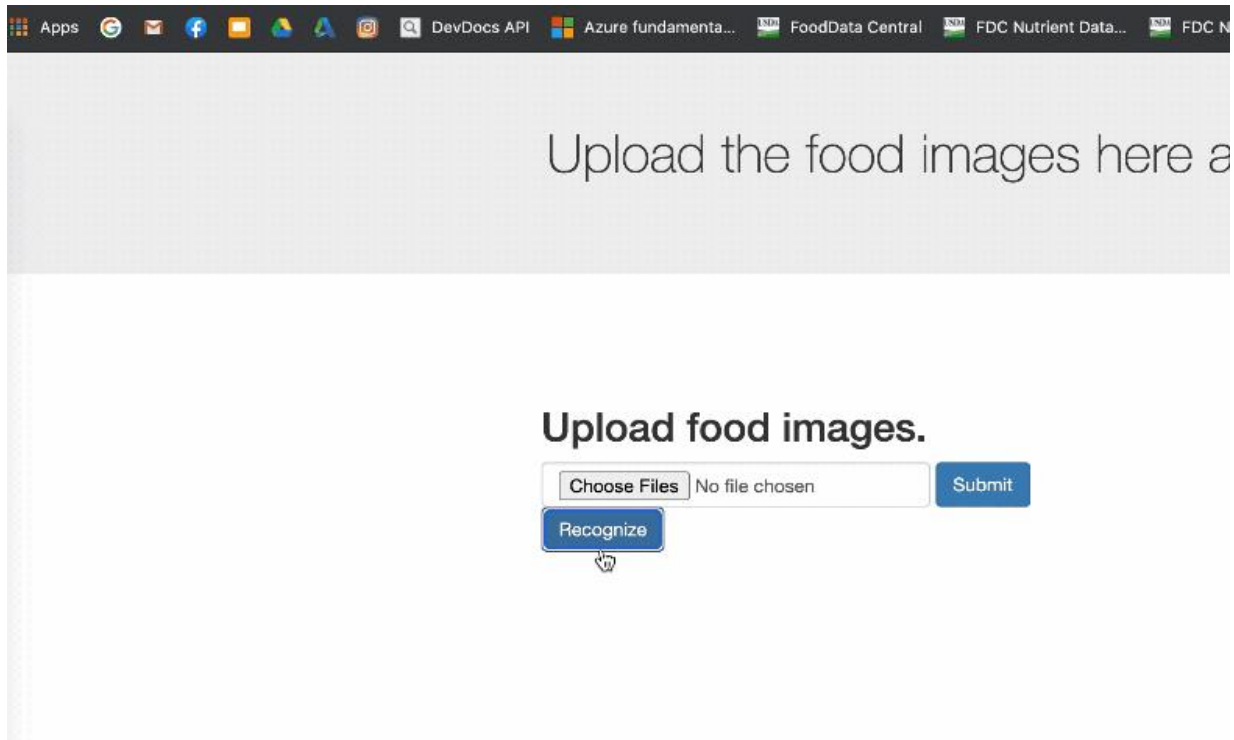 Apps DevDocs API Azure fundamenta... FoodData Central FDC Nutrient Data... FDC N
Upload the food images here a
Upload food images.
Choose Files No file chosen Submit
Recognize